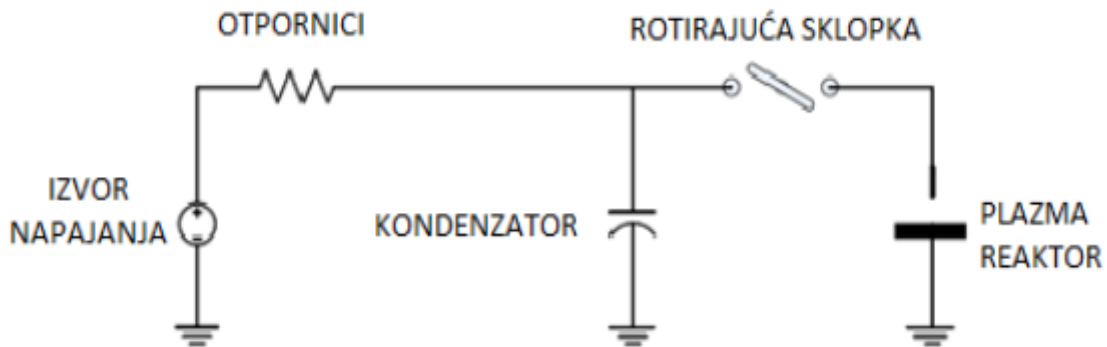 OTPORNICI
ROTIRAJUĆA SKLOPKA
IZVOR
NAPAJANJA
KONDENZATOR
PLAZMA
REAKTOR